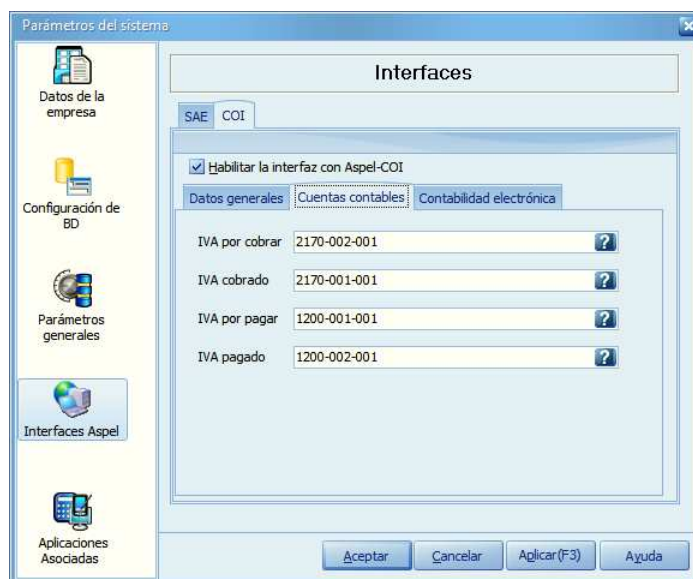 Parámetros del sistema
Datos de la
empresa
Configuración de
BD
Parámetros
generales
Interfaces Aspel
Aplicaciones
Asociadas
Interfaces
SAE COI
Habilitar la interfaz con Aspel-COI
Datos generales Cuentas contables Contabilidad electrónica
IVA por cobrar 2170-002-001 ?
IVA cobrado 2170-001-001 ?
IVA por pagar 1200-001-001 ?
IVA pagado 1200-002-001 ?
Aceptar Cancelar Aplicar(F3) Ayuda